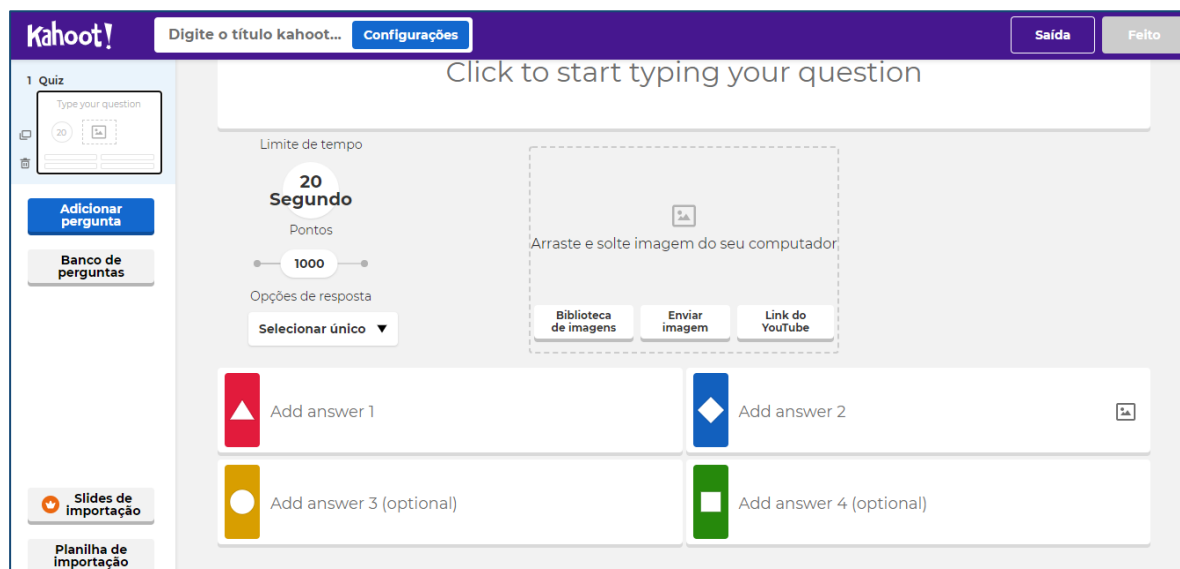 Kahoot!
Digite o título kahoot...
Configurações
Saída
Feito
1 Quiz
Type your question
20
Adicionar
pergunta
Banco de
perguntas
Slides de
importação
Planilha de
importação
Click to start typing your question
Limite de tempo
20
Segundo
Pontos
1000
Opções de resposta
Selecionar único
Arraste e solte imagem do seu computador
Biblioteca
de imagens
Enviar
imagem
Link do
YouTube
Add answer 1
Add answer 2
Add answer 3 (optional)
Add answer 4 (optional)